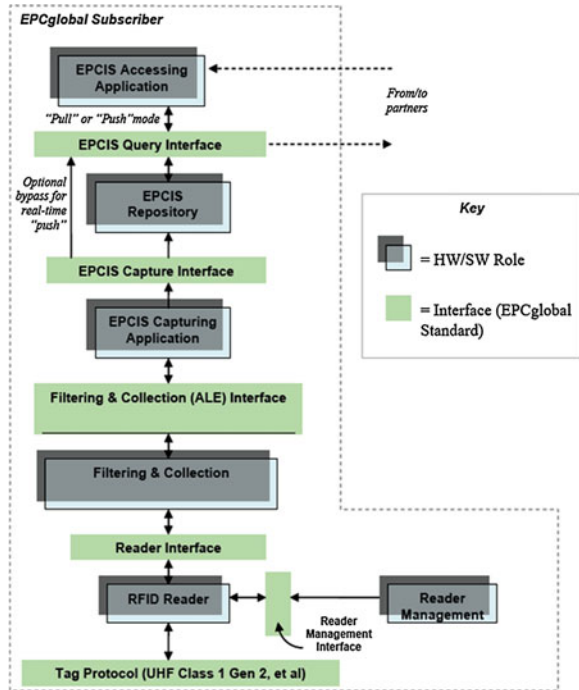 EPCglobal Subscriber
EPCIS Accessing
Application
From/to
partners
"Pull" or "Push" mode
EPCIS Query Interface
Optional
bypass for
real-time
"push"
EPCIS
Repository
EPCIS Capture Interface
EPCIS Capturing
Application
Filtering & Collection (ALE) Interface
Filtering & Collection
Reader Interface
RFID Reader
Reader
Management
Interface
Reader
Management
Tag Protocol (UHF Class 1 Gen 2, et al)
Key
= HW/SW Role
= Interface (EPCglobal
Standard)